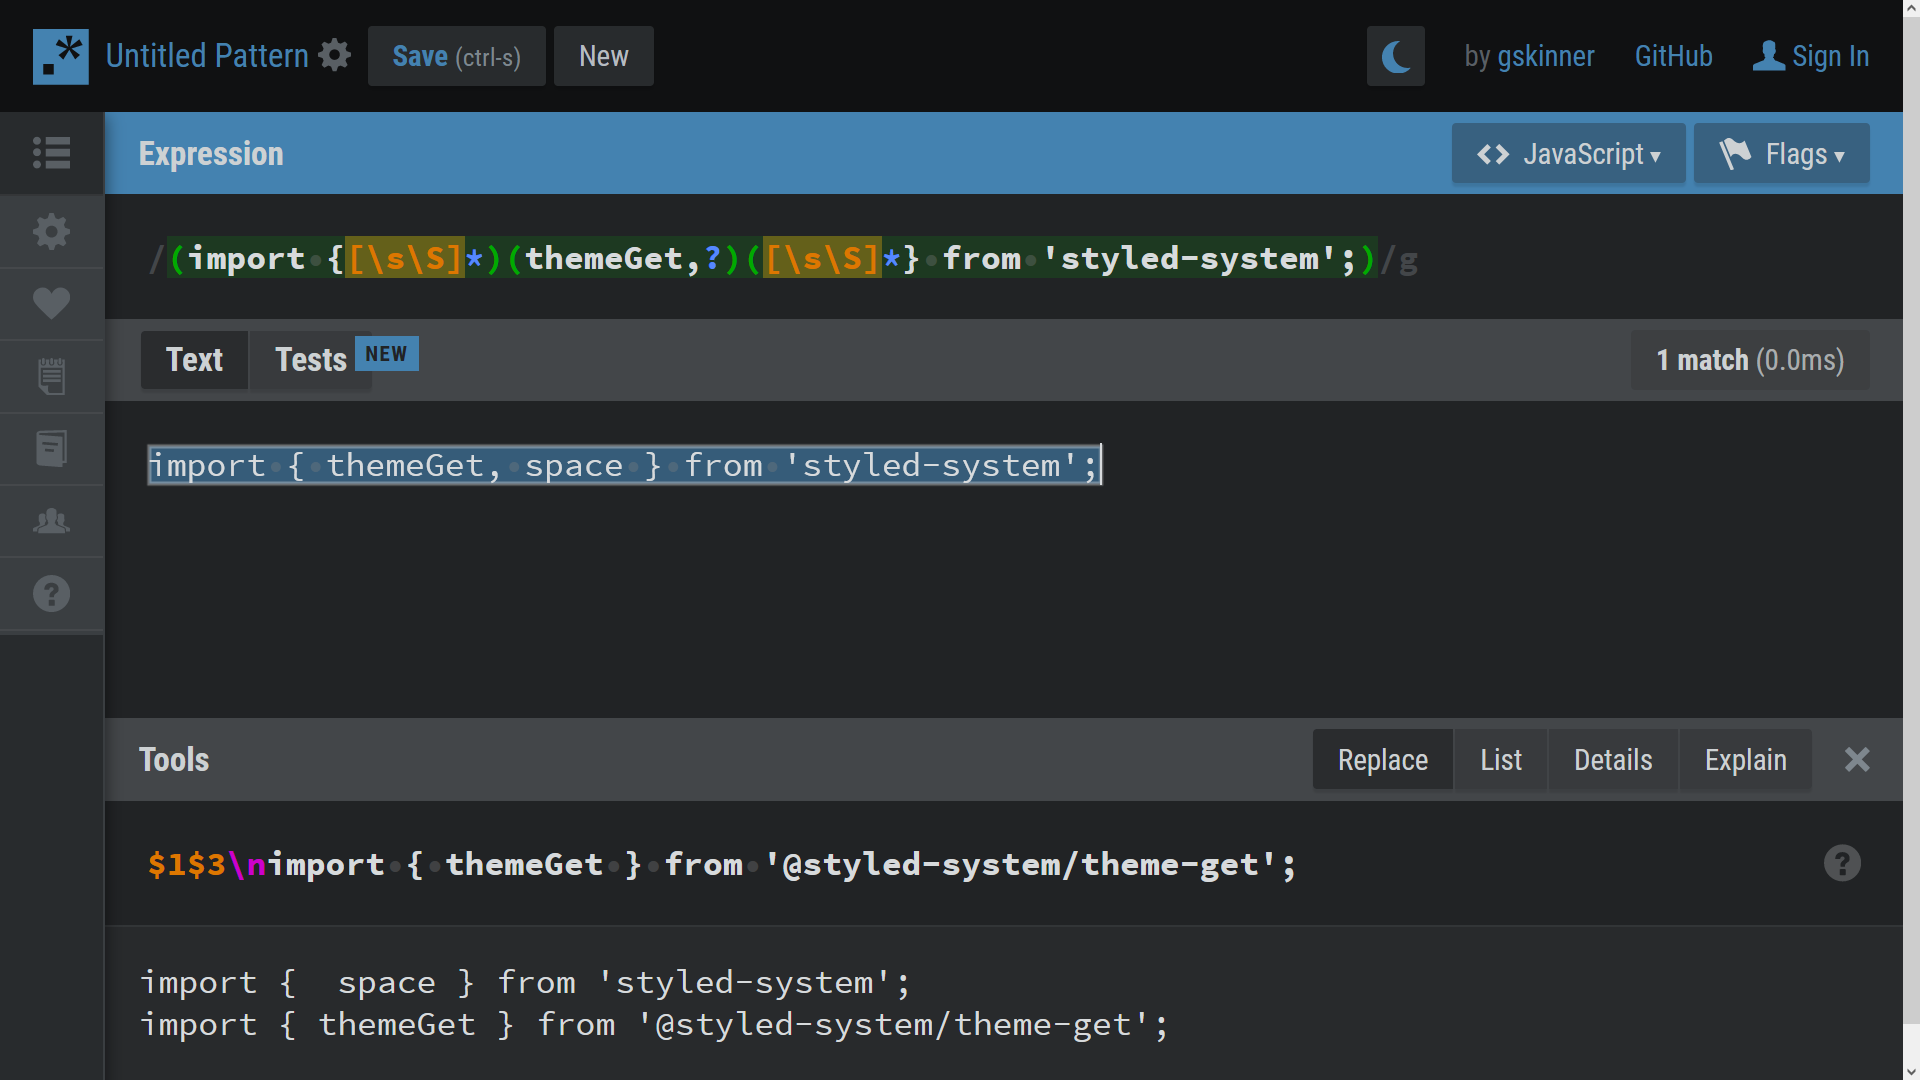 .* Untitled Pattern Save (ctrl-s) New by gskinner GitHub Sign In
Expression JavaScript ▾ Flags ▾
/(import {[\s\S]*)(themeGet,?)([\s\S]*} from 'styled-system';)/g
Text Tests NEW 1 match (0.0ms)
import { themeGet, space } from 'styled-system';
Tools Replace List Details Explain
$1$3\nimport { themeGet } from '@styled-system/theme-get'; ?
import {  space } from 'styled-system';
import { themeGet } from '@styled-system/theme-get';